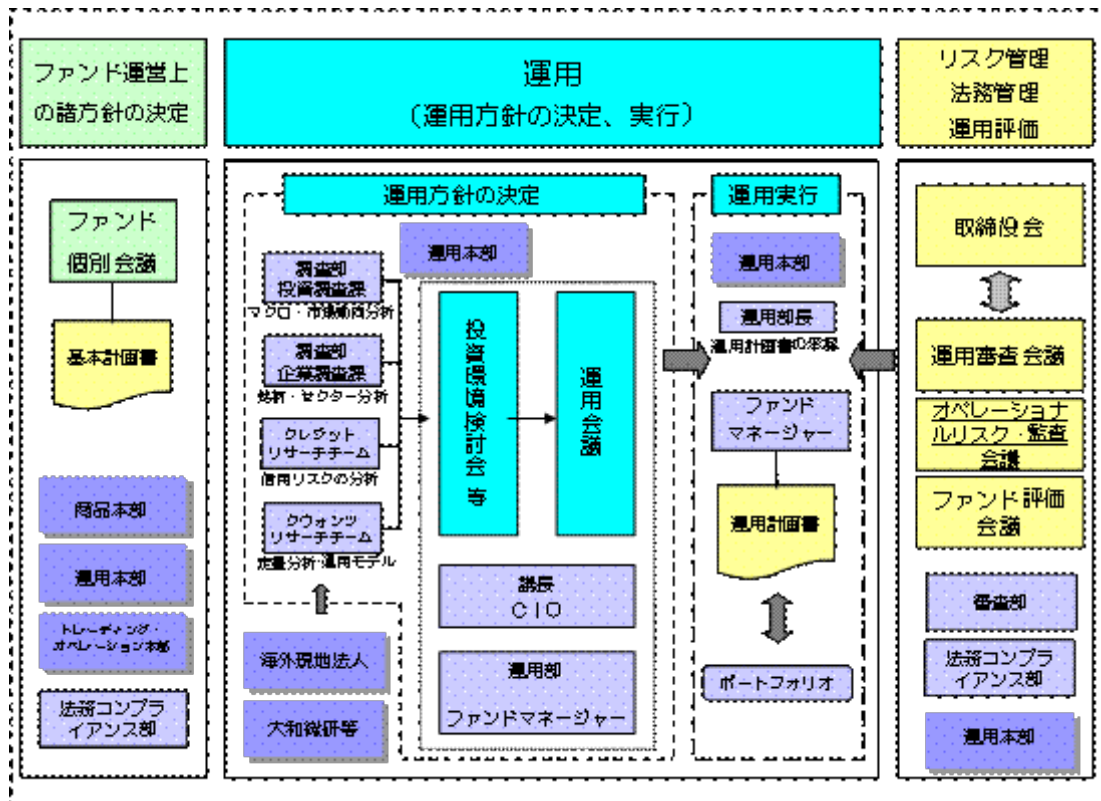 ファンド運営上
の諸方針の決定
運用
(運用方針の決定、実行)
リスク管理
法務管理
運用評価
ファンド
個別会議
基本計画書
商品本部
運用本部
トレーディング・
オペレーション本部
法務コンプラ
イアンス部
運用方針の決定
運用本部
調査部
投資調査課
マクロ・市場動向分析
調査部
企業調査課
銘柄・セクター分析
クレジット
リサーチチーム
信用リスクの分析
クウォンツ
リサーチチーム
定量分析・運用モデル
海外現地法人
大和総研等
投資環境検討会 等
運用会議
議長
CIO
運用部
ファンドマネージャー
運用実行
運用本部
運用部長
運用計画書の承認
ファンド
マネージャー
運用計画書
ポートフォリオ
取締役会
運用審査会議
オペレーショナ
ルリスク・監査
会議
ファンド評価
会議
審査部
法務コンプラ
イアンス部
運用本部